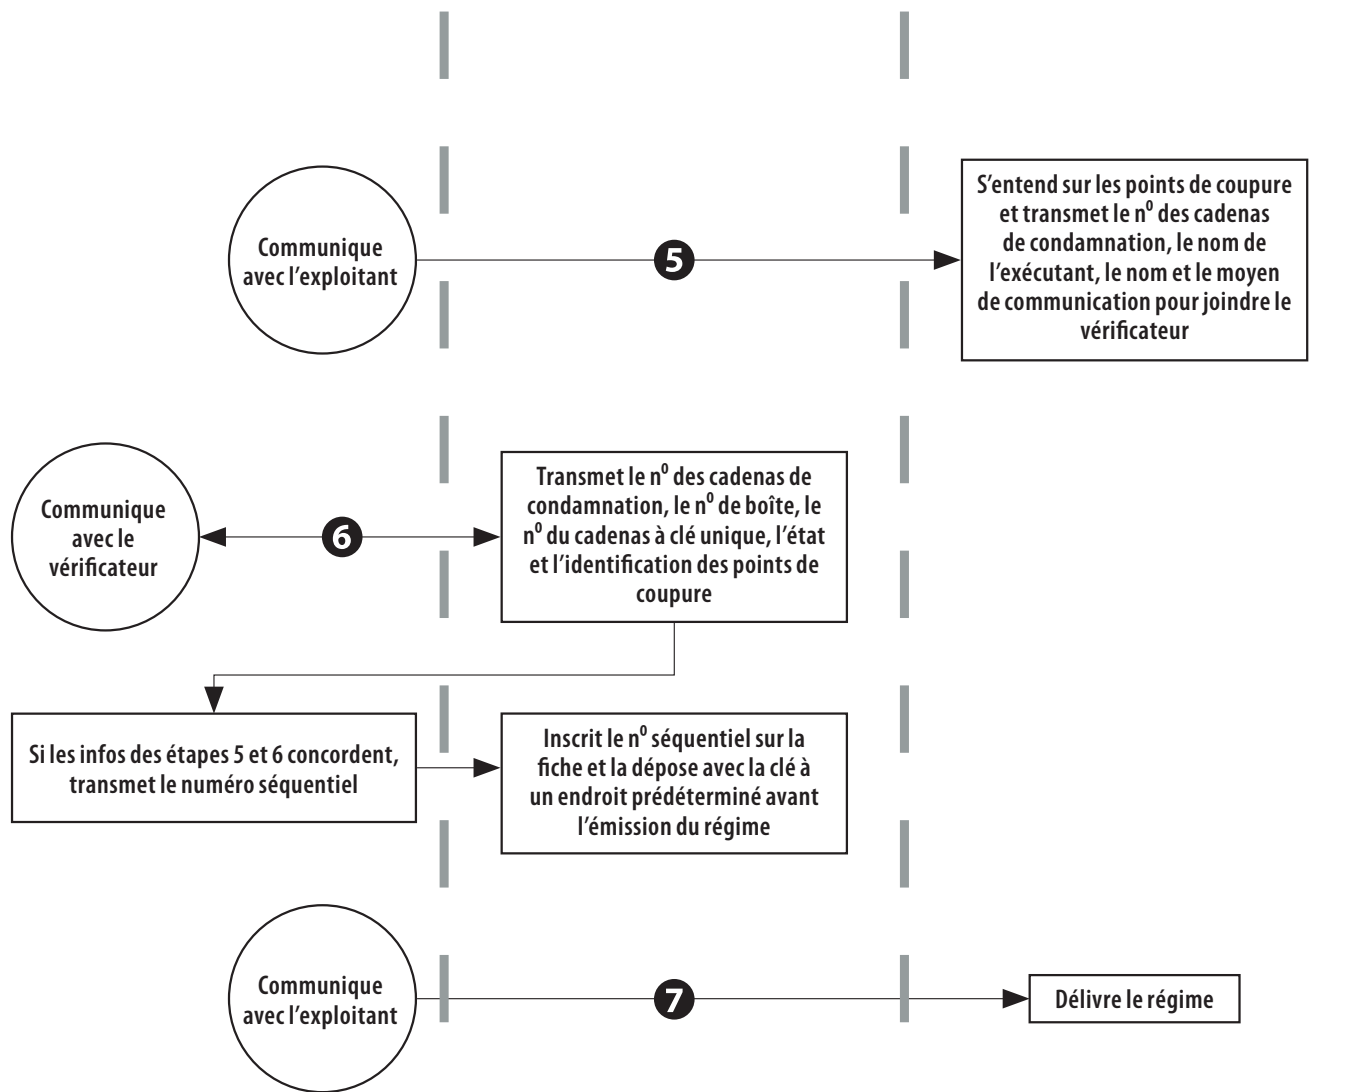 Communique
avec l'exploitant
5
S'entend sur les points de coupure
et transmet le n⁰ des cadenas
de condamnation, le nom de
l'exécutant, le nom et le moyen
de communication pour joindre le
vérificateur
Communique
avec le
vérificateur
6
Transmet le n⁰ des cadenas de
condamnation, le n⁰ de boîte, le
n⁰ du cadenas à clé unique, l'état
et l'identification des points de
coupure
Si les infos des étapes 5 et 6 concordent,
transmet le numéro séquentiel
Inscrit le n⁰ séquentiel sur la
fiche et la dépose avec la clé à
un endroit prédéterminé avant
l'émission du régime
Communique
avec l'exploitant
7
Délivre le régime